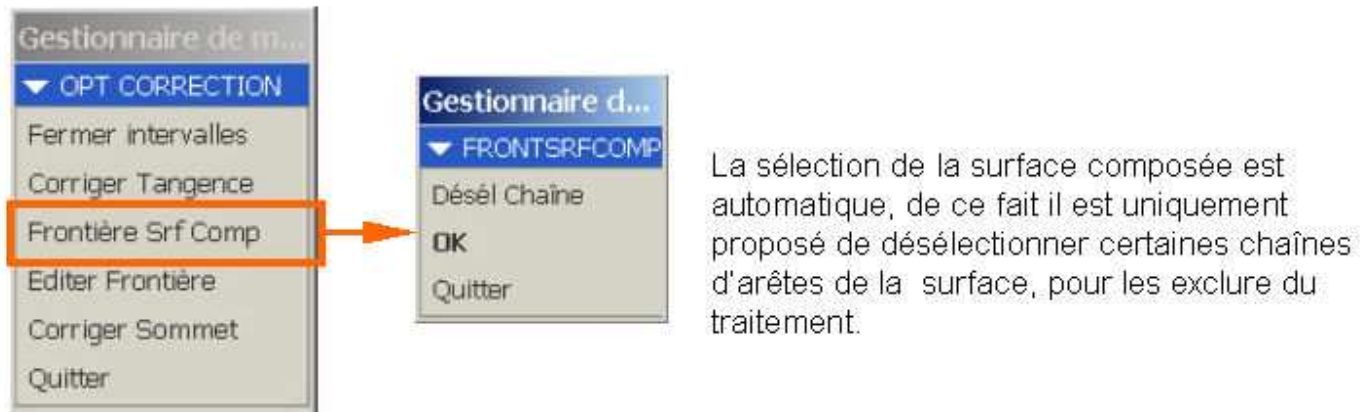 Gestionnaire de m...
OPT CORRECTION
Fermer intervalles
Corriger Tangence
Frontière Srf Comp
Editer Frontière
Corriger Sommet
Quitter
Gestionnaire d...
FRONTSRFCOMP
Désél Chaîne
OK
Quitter
La sélection de la surface composée est
automatique, de ce fait il est uniquement
proposé de désélectionner certaines chaînes
d'arêtes de la surface, pour les exclure du
traitement.